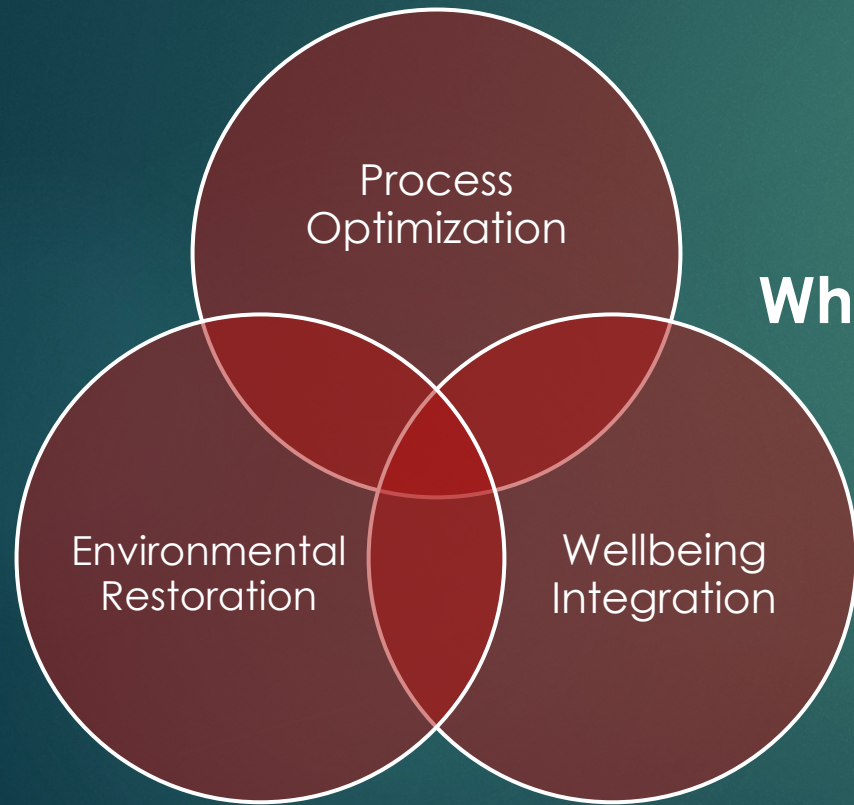 Process
Optimization
Wh
Environmental
Restoration
Wellbeing
Integration